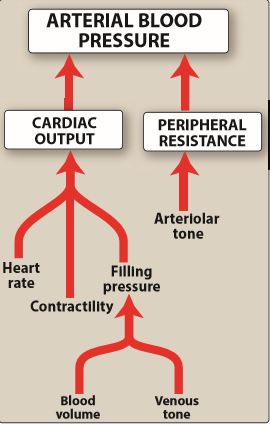 ARTERIAL BLOOD
PRESSURE
CARDIAC
OUTPUT
PERIPHERAL
RESISTANCE
Arteriolar
tone
Heart
rate
Contractility
Filling
pressure
Blood
volume
Venous
tone